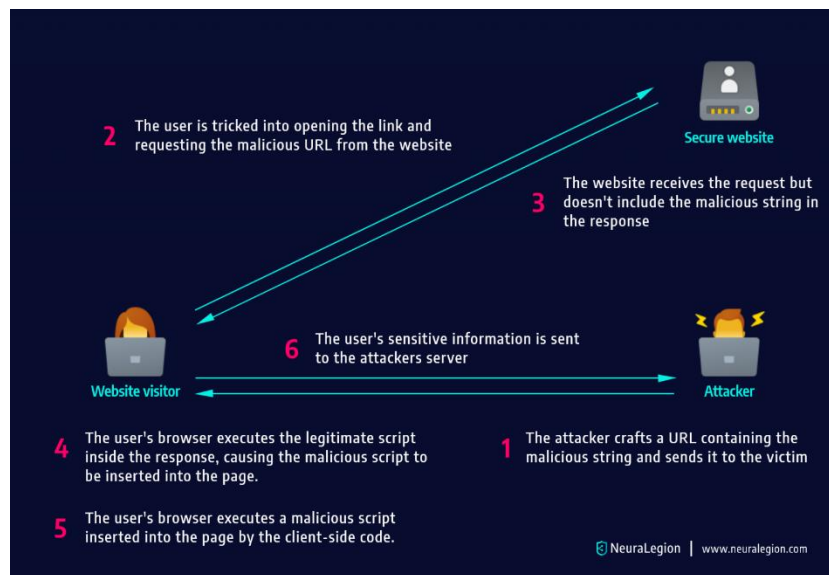 2 The user is tricked into opening the link and
requesting the malicious URL from the website
Secure website
3 The website receives the request but
doesn't include the malicious string in
the response
6 The user's sensitive information is sent
to the attackers server
Website visitor
Attacker
4 The user's browser executes the legitimate script
inside the response, causing the malicious script to
be inserted into the page.
1 The attacker crafts a URL containing the
malicious string and sends it to the victim
5 The user's browser executes a malicious script
inserted into the page by the client-side code.
NeuraLegion | www.neuralegion.com